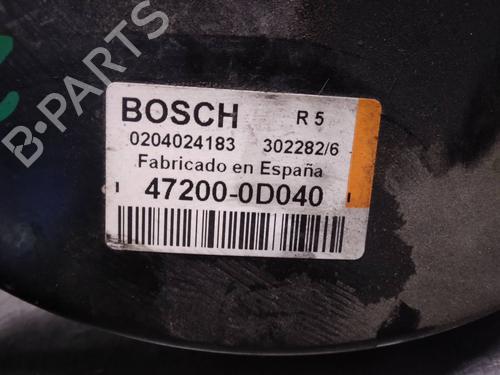 B-PARTS
BOSCH R 5
0204024183 302282/6
Fabricado en España
47200-0D040